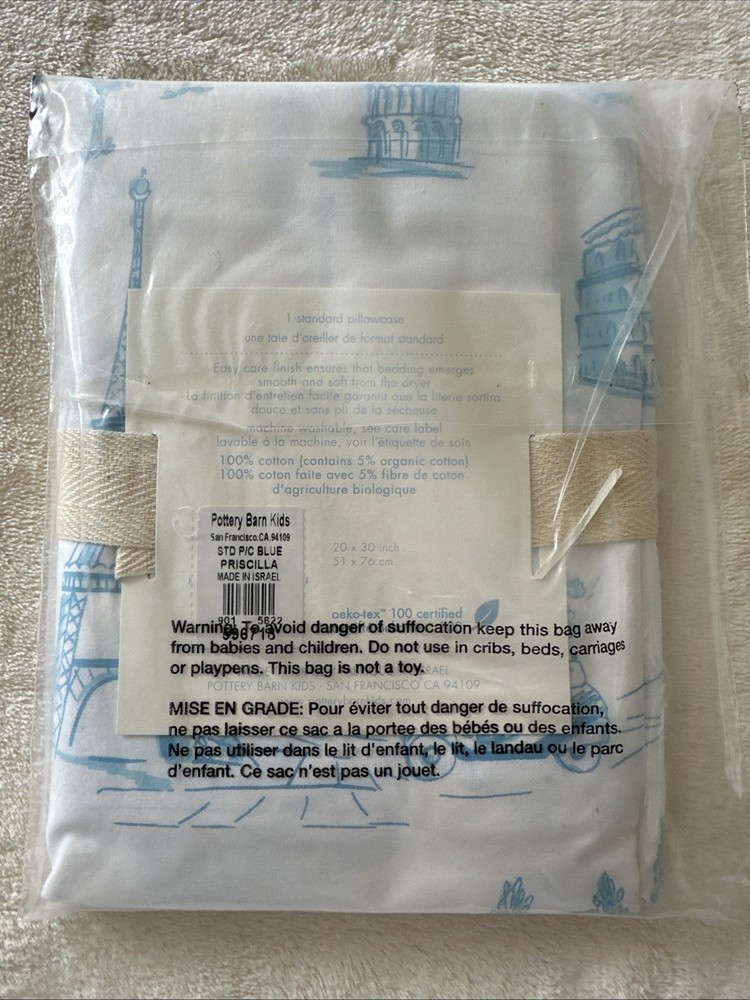 1 standard pillowcase
une taie d'oreiller de format standard
Easy care finish ensures that bedding emerges
smooth and soft from the dryer
La finition d'entretien facile garantit que la literie sortira
douce et sans pli de la sécheuse
machine washable, see care label
lavable à la machine, voir l'étiquette de soin
100% cotton (contains 5% organic cotton)
100% coton faite avec 5% fibre de coton
d'agriculture biologique
Pottery Barn Kids
San Francisco.CA.94109
STD P/C BLUE
PRISCILLA
MADE IN ISRAEL
901 5822
20 x 30 inch
51 x 76 cm
oeko-tex™ 100 certified
Warning: To avoid danger of suffocation keep this bag away
from babies and children. Do not use in cribs, beds, carriages
or playpens. This bag is not a toy.
ISRAEL
POTTERY BARN KIDS - SAN FRANCISCO CA 94109
MISE EN GRADE: Pour éviter tout danger de suffocation,
ne pas laisser ce sac a la portee des bébés ou des enfants.
Ne pas utiliser dans le lit d'enfant, le lit, le landau ou le parc
d'enfant. Ce sac n'est pas un jouet.